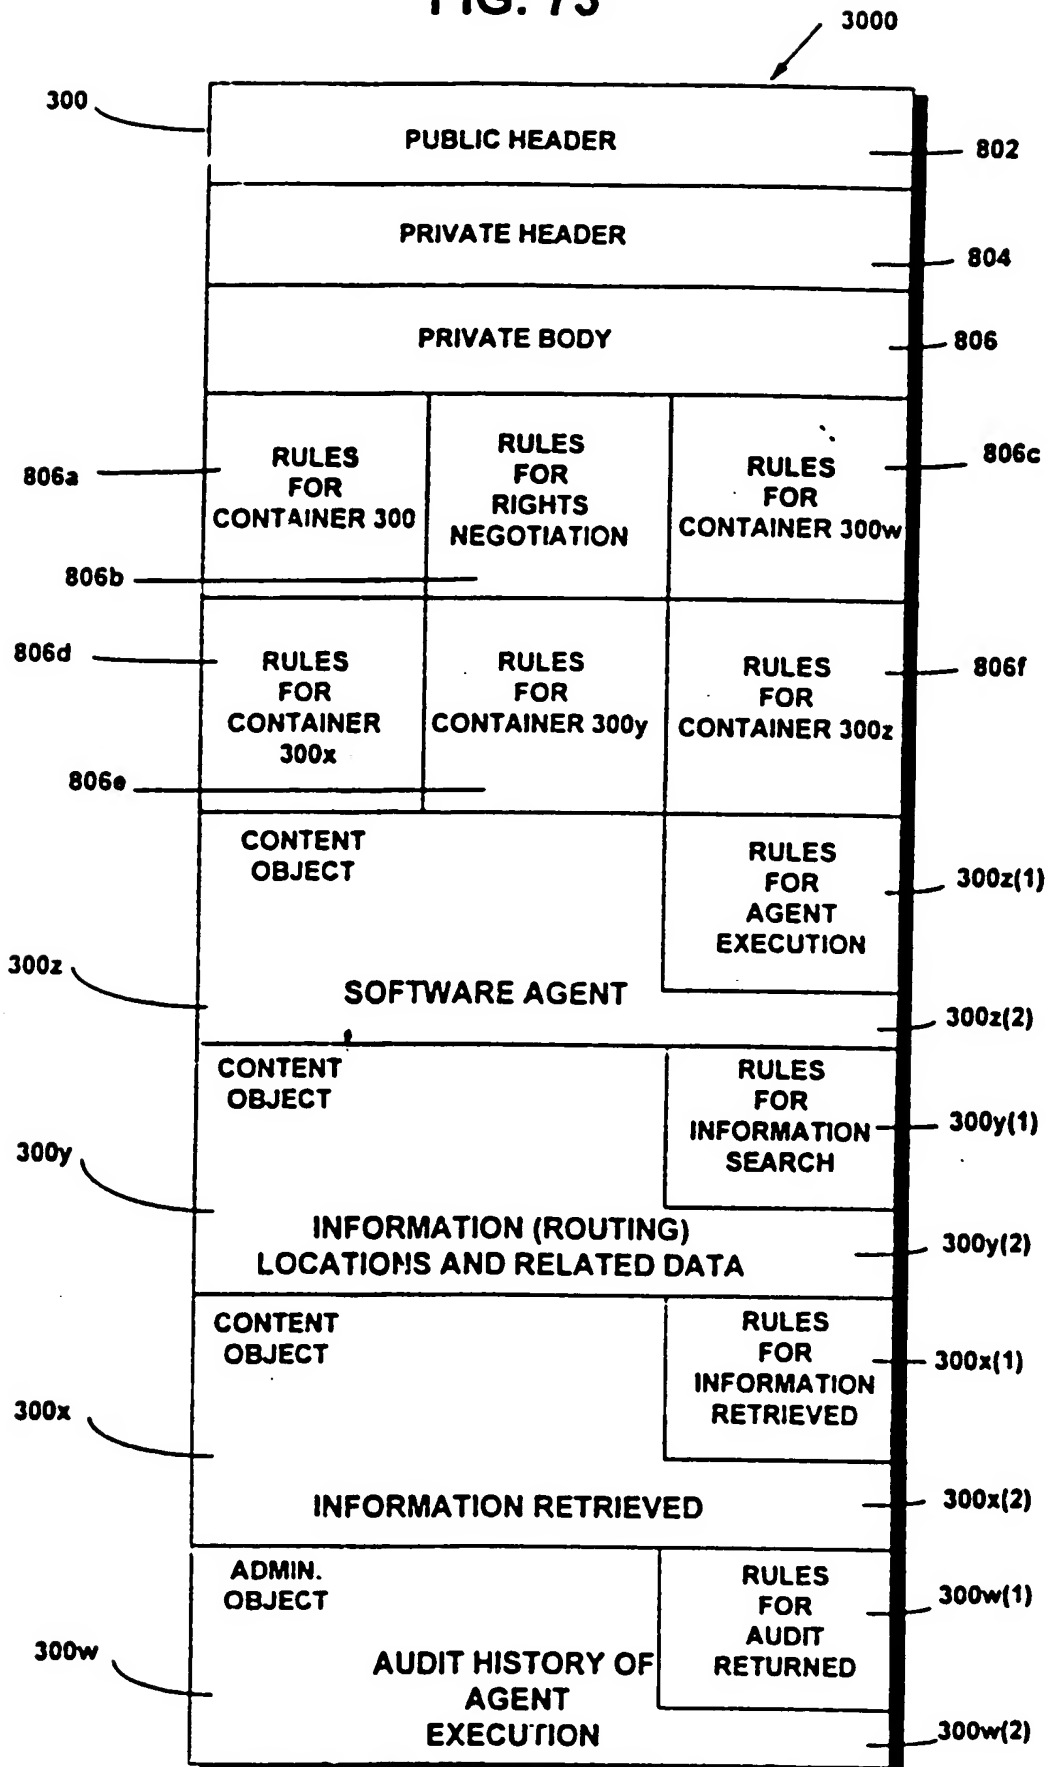 FIG. 73
3000
300
PUBLIC HEADER
802
PRIVATE HEADER
804
PRIVATE BODY
806
806a
RULES
FOR
CONTAINER 300
806b
RULES
FOR
RIGHTS
NEGOTIATION
RULES
FOR
CONTAINER 300w
806c
806d
RULES
FOR
CONTAINER
300x
806e
RULES
FOR
CONTAINER 300y
RULES
FOR
CONTAINER 300z
806f
CONTENT
OBJECT
RULES
FOR
AGENT
EXECUTION
300z(1)
300z
SOFTWARE AGENT
300z(2)
CONTENT
OBJECT
RULES
FOR
INFORMATION
SEARCH
300y(1)
300y
INFORMATION (ROUTING)
LOCATIONS AND RELATED DATA
300y(2)
CONTENT
OBJECT
RULES
FOR
INFORMATION
RETRIEVED
300x(1)
300x
INFORMATION RETRIEVED
300x(2)
ADMIN.
OBJECT
RULES
FOR
AUDIT
RETURNED
300w(1)
300w
AUDIT HISTORY OF
AGENT
EXECUTION
300w(2)